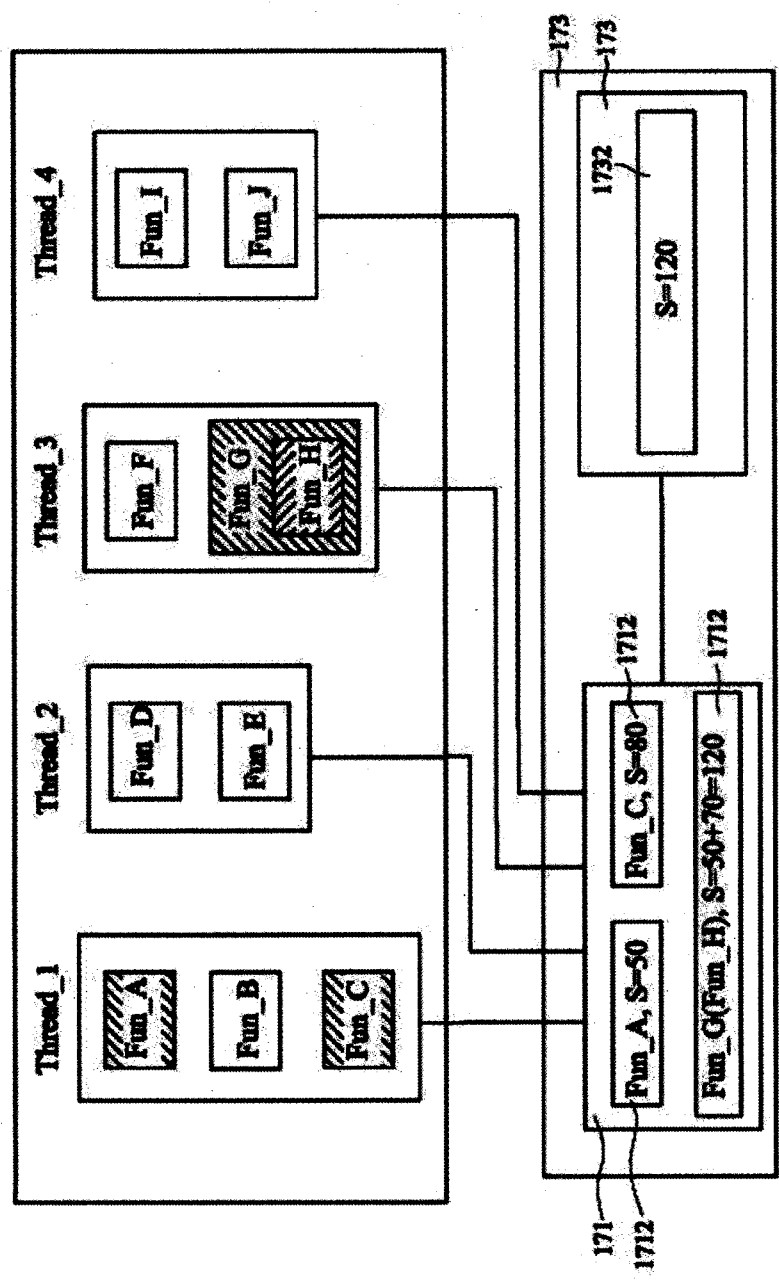 Thread_1
Thread_2
Thread_3
Thread_4
Fun_A
Fun_B
Fun_C
Fun_D
Fun_E
Fun_F
Fun_G
Fun_H
Fun_I
Fun_J
173
171
1712
Fun_A, S=50
Fun_C, S=80
1712
Fun_G(Fun_H), S=50+70=120
1712
173
1732
S=120